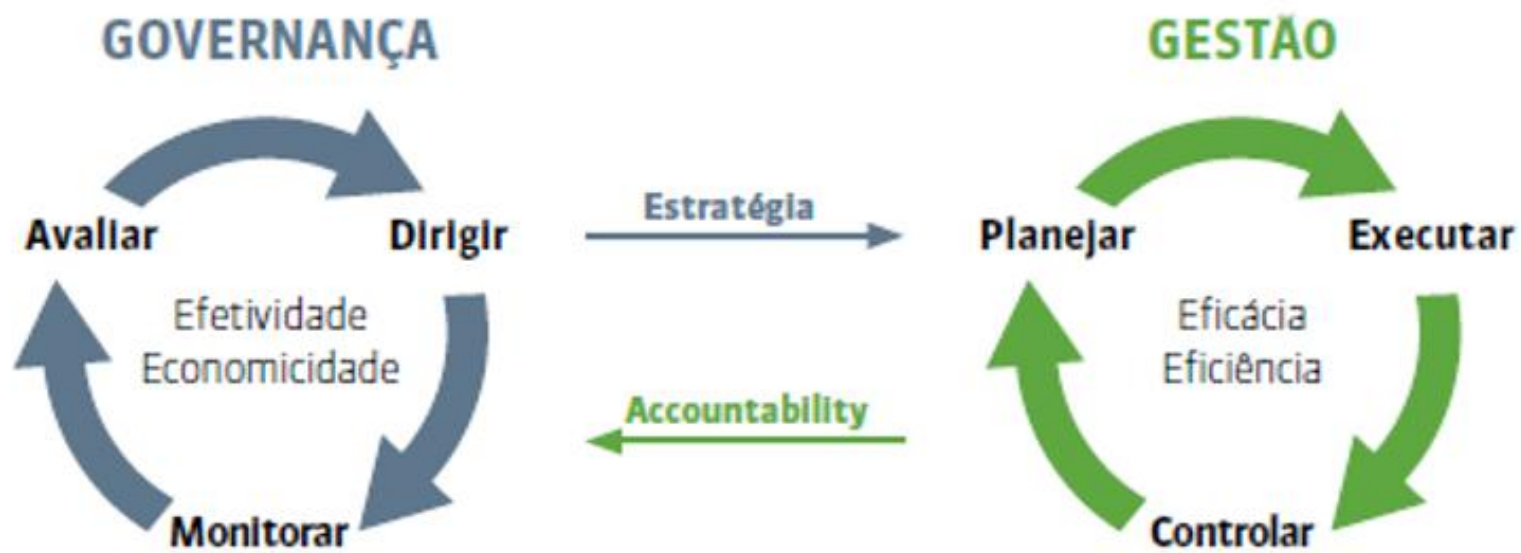 GOVERNANÇA
Avaliar
Dirigir
Efetividade
Economicidade
Monitorar
Estratégia
Accountability
GESTÃO
Planejar
Executar
Eficácia
Eficiência
Controlar